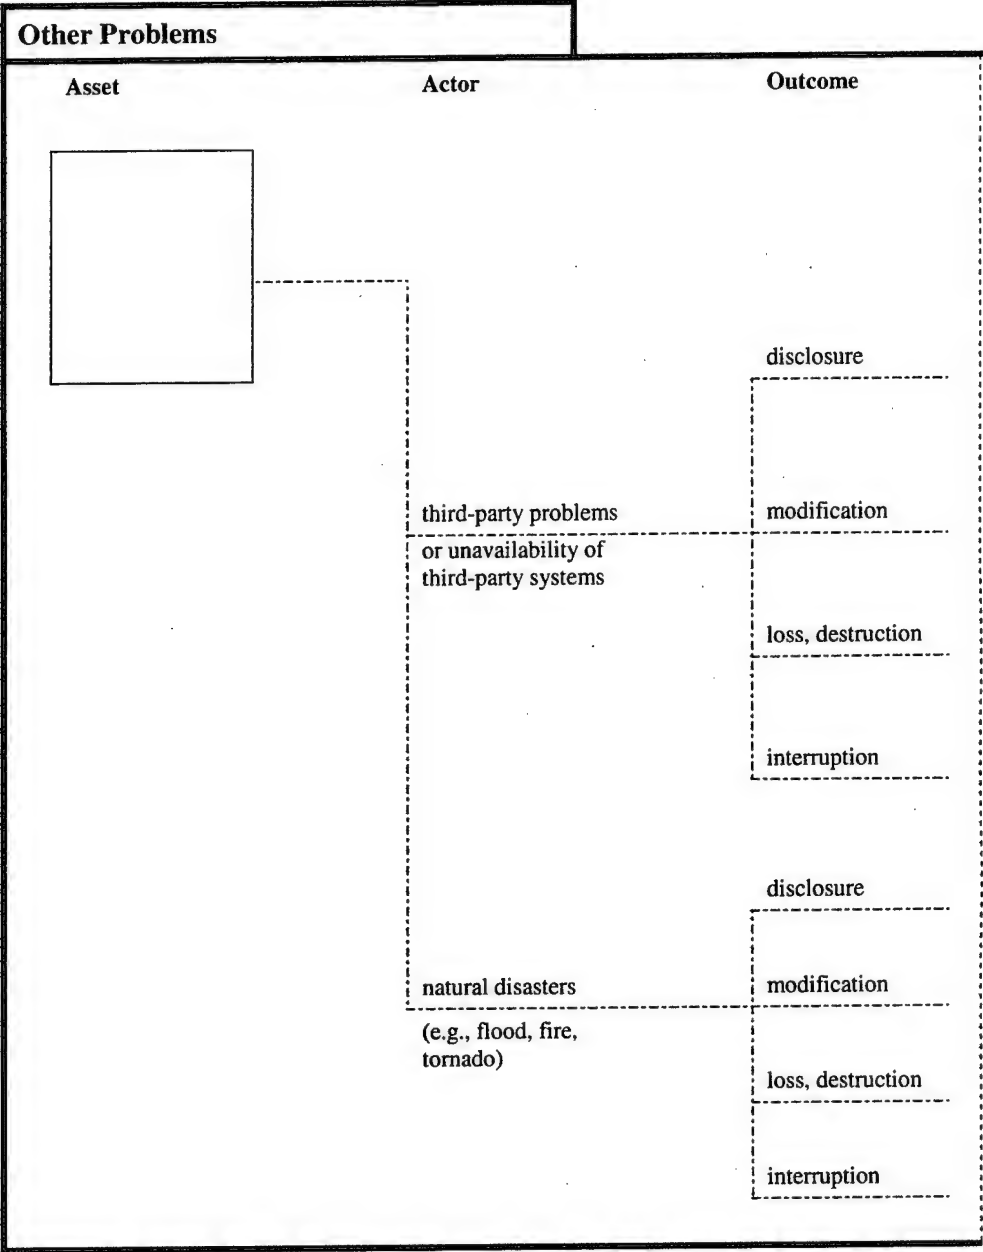 Other Problems
Asset
Actor
Outcome
disclosure
third-party problems
or unavailability of
third-party systems
modification
loss, destruction
interruption
disclosure
natural disasters
(e.g., flood, fire,
tornado)
modification
loss, destruction
interruption